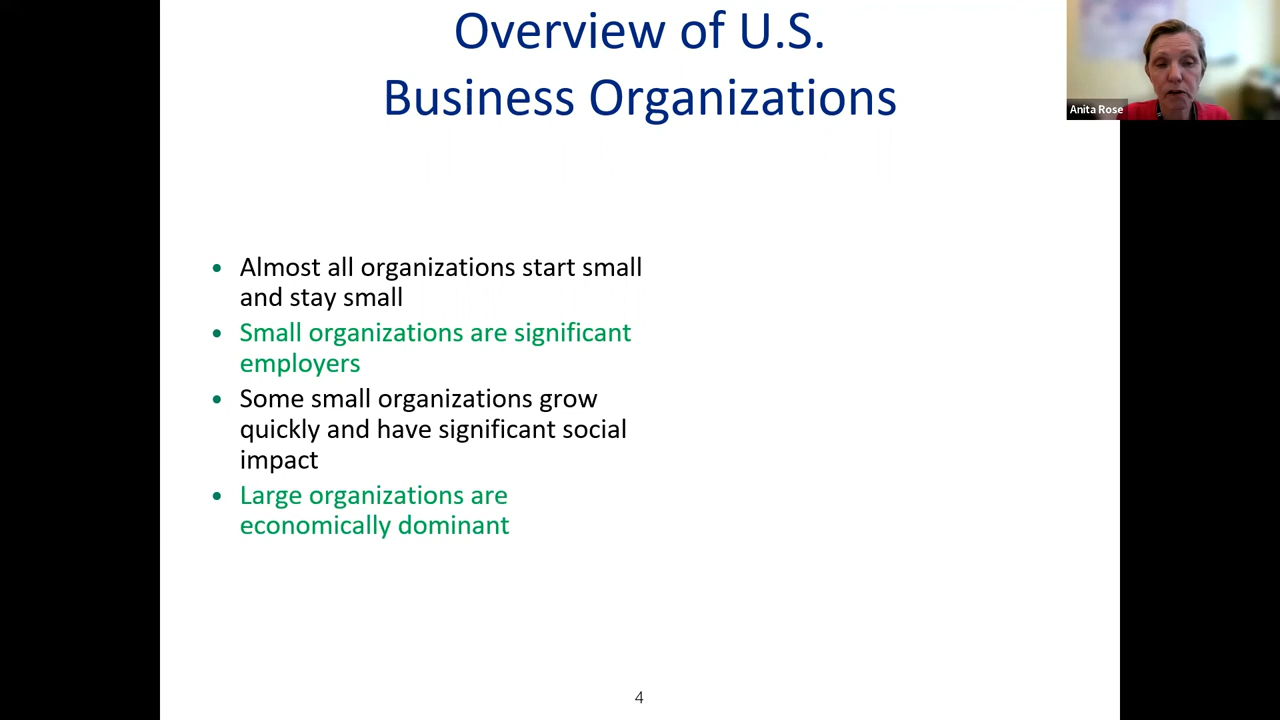 Overview of U.S.
Business Organizations
Anita Rose
• Almost all organizations start small
and stay small
• Small organizations are significant
employers
• Some small organizations grow
quickly and have significant social
impact
• Large organizations are
economically dominant
4